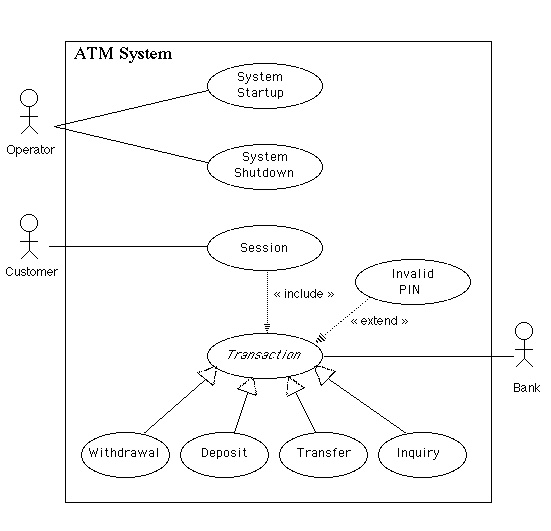 ATM System
System
Startup
Operator
System
Shutdown
Customer
Session
Invalid
PIN
« include »
« extend »
Transaction
Bank
Withdrawal
Deposit
Transfer
Inquiry